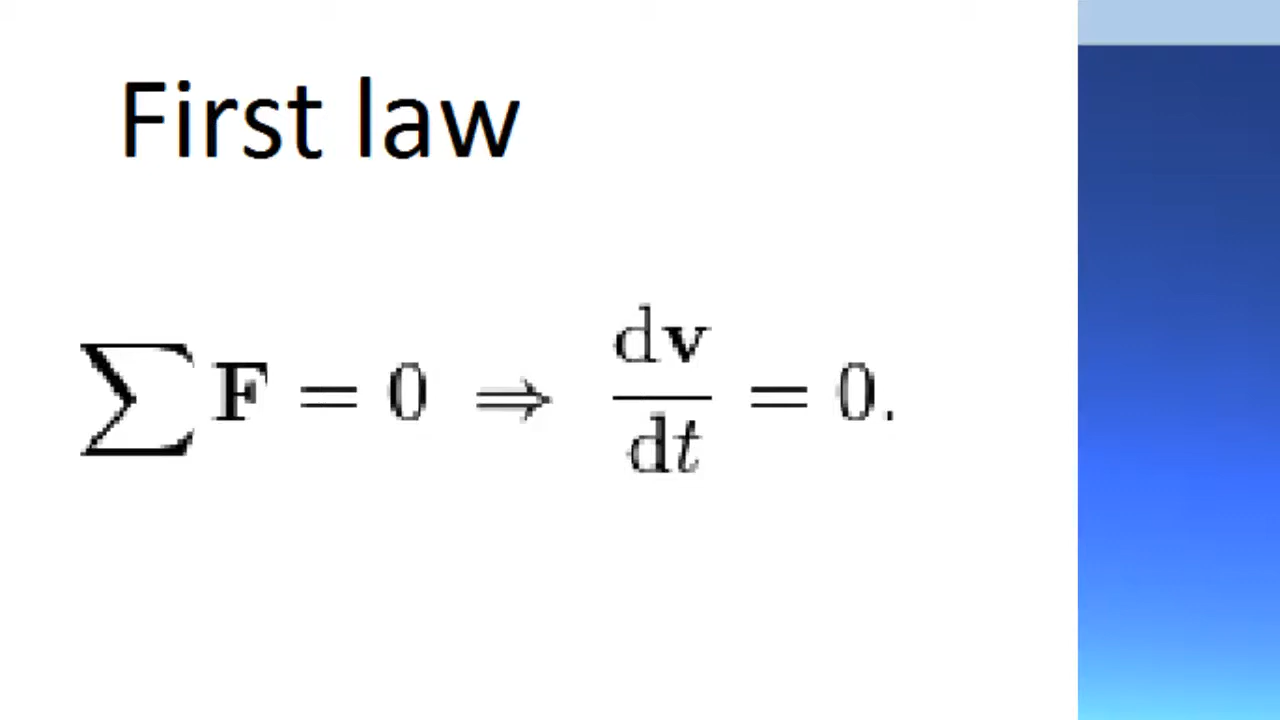 First law
∑ F = 0 ⇒ dv/dt = 0.